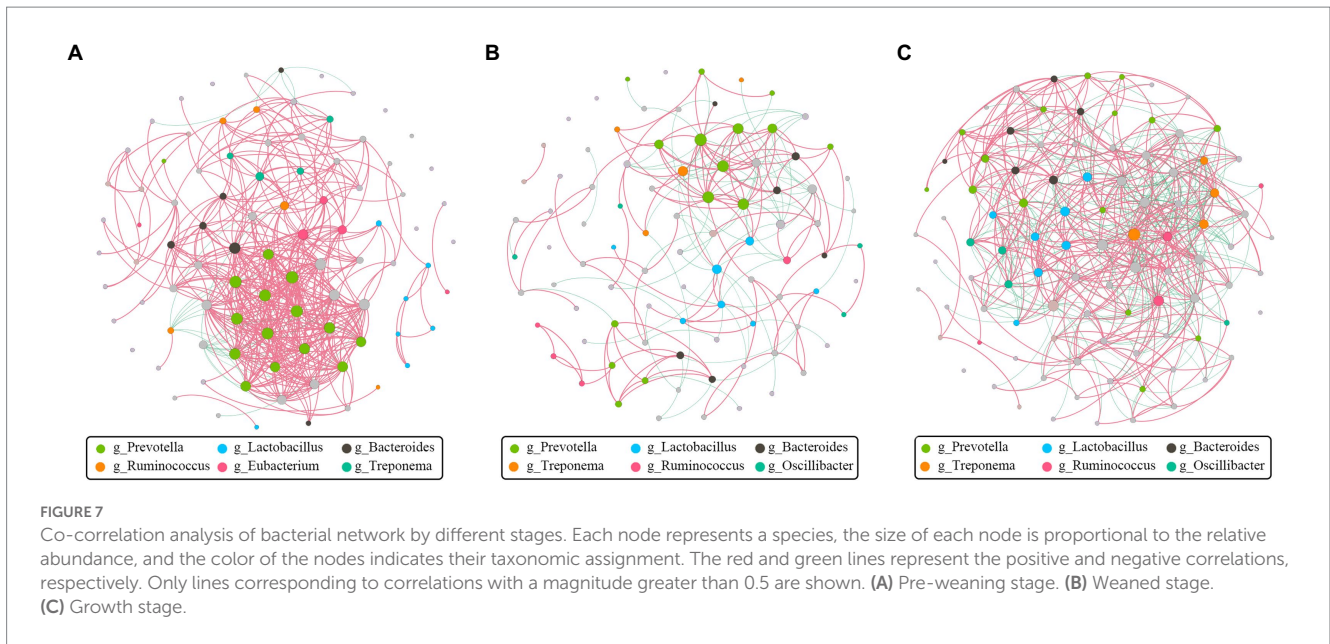 A
B
C
g_Prevotella g_Lactobacillus g_Bacteroides
g_Ruminococcus g_Eubacterium g_Treponema
g_Prevotella g_Lactobacillus g_Bacteroides
g_Treponema g_Ruminococcus g_Oscillibacter
g_Prevotella g_Lactobacillus g_Bacteroides
g_Treponema g_Ruminococcus g_Oscillibacter
FIGURE 7
Co-correlation analysis of bacterial network by different stages. Each node represents a species, the size of each node is proportional to the relative
abundance, and the color of the nodes indicates their taxonomic assignment. The red and green lines represent the positive and negative correlations,
respectively. Only lines corresponding to correlations with a magnitude greater than 0.5 are shown. (A) Pre-weaning stage. (B) Weaned stage.
(C) Growth stage.